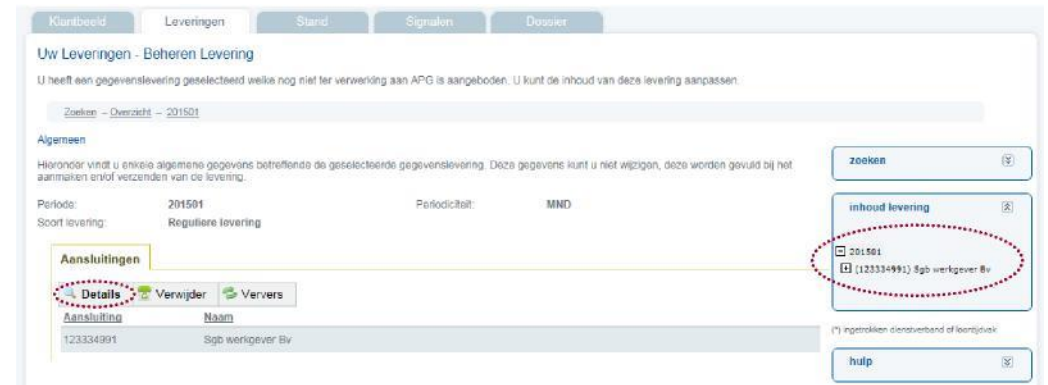 Klantbeeld Leveringen Stand Signalen Dossier
Uw Leveringen - Beheren Levering
U heeft een gegevenslevering geselecteerd welke nog niet ter verwerking aan APG is aangeboden. U kunt de inhoud van deze levering aanpassen.
Zoeken – Overzicht – 201501
Algemeen
Hieronder vindt u enkele algemene gegevens betreffende de geselecteerde gegevenslevering. Deze gegevens kunt u niet wijzigen, deze worden gevuld bij het
aanmaken en/of verzenden van de levering.
Periode: 201501 Periodiciteit: MND
Soort levering: Reguliere levering
Aansluitingen
Details Verwijder Ververs
Aansluiting Naam
123334991 Sgb werkgever Bv
zoeken
inhoud levering
201501
(123334991) Sgb werkgever Bv
(*) ingetrokken dienstverband of loontijdvak
hulp